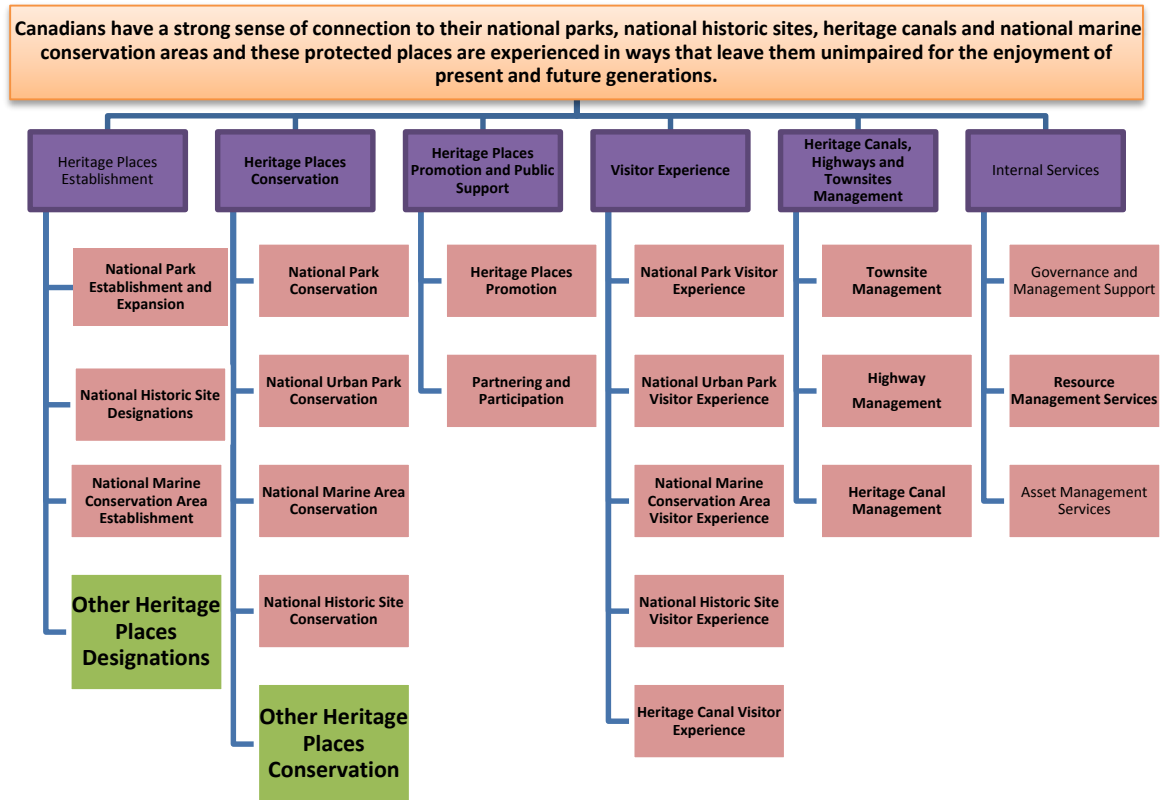 Canadians have a strong sense of connection to their national parks, national historic sites, heritage canals and national marine
conservation areas and these protected places are experienced in ways that leave them unimpaired for the enjoyment of
present and future generations.
Heritage Places
Establishment
National Park
Establishment and
Expansion
National Historic Site
Designations
National Marine
Conservation Area
Establishment
Other Heritage
Places
Designations
Heritage Places
Conservation
National Park
Conservation
National Urban Park
Conservation
National Marine Area
Conservation
National Historic Site
Conservation
Other Heritage
Places
Conservation
Heritage Places
Promotion and Public
Support
Heritage Places
Promotion
Partnering and
Participation
Visitor Experience
National Park Visitor
Experience
National Urban Park
Visitor Experience
National Marine
Conservation Area
Visitor Experience
National Historic Site
Visitor Experience
Heritage Canal Visitor
Experience
Heritage Canals,
Highways and
Townsites
Management
Townsite
Management
Highway
Management
Heritage Canal
Management
Internal Services
Governance and
Management Support
Resource
Management Services
Asset Management
Services